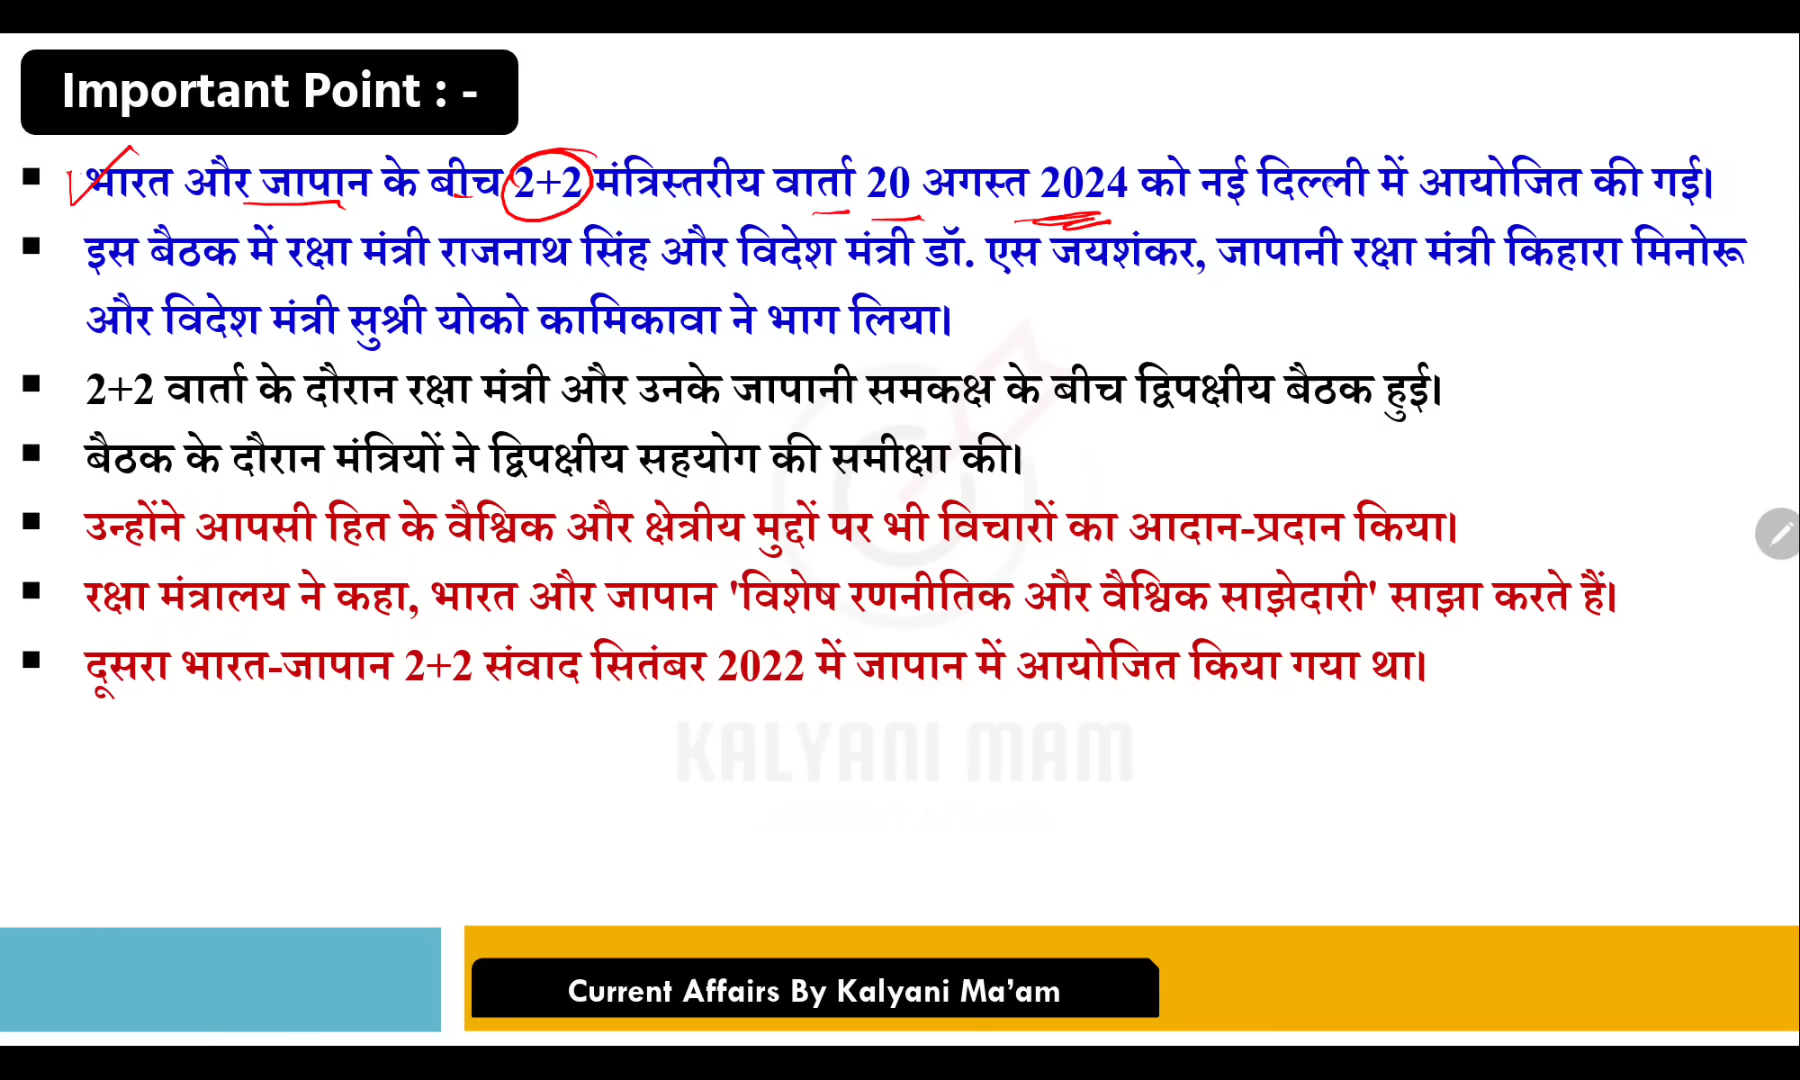 Important Point : -
▪ भारत और जापान के बीच 2+2 मंत्रिस्तरीय वार्ता 20 अगस्त 2024 को नई दिल्ली में आयोजित की गई।
▪ इस बैठक में रक्षा मंत्री राजनाथ सिंह और विदेश मंत्री डॉ. एस जयशंकर, जापानी रक्षा मंत्री किहारा मिनोरू
और विदेश मंत्री सुश्री योको कामिकावा ने भाग लिया।
▪ 2+2 वार्ता के दौरान रक्षा मंत्री और उनके जापानी समकक्ष के बीच द्विपक्षीय बैठक हुई।
▪ बैठक के दौरान मंत्रियों ने द्विपक्षीय सहयोग की समीक्षा की।
▪ उन्होंने आपसी हित के वैश्विक और क्षेत्रीय मुद्दों पर भी विचारों का आदान-प्रदान किया।
▪ रक्षा मंत्रालय ने कहा, भारत और जापान 'विशेष रणनीतिक और वैश्विक साझेदारी' साझा करते हैं।
▪ दूसरा भारत-जापान 2+2 संवाद सितंबर 2022 में जापान में आयोजित किया गया था।
KALYANI MAM
Current Affairs By Kalyani Ma’am